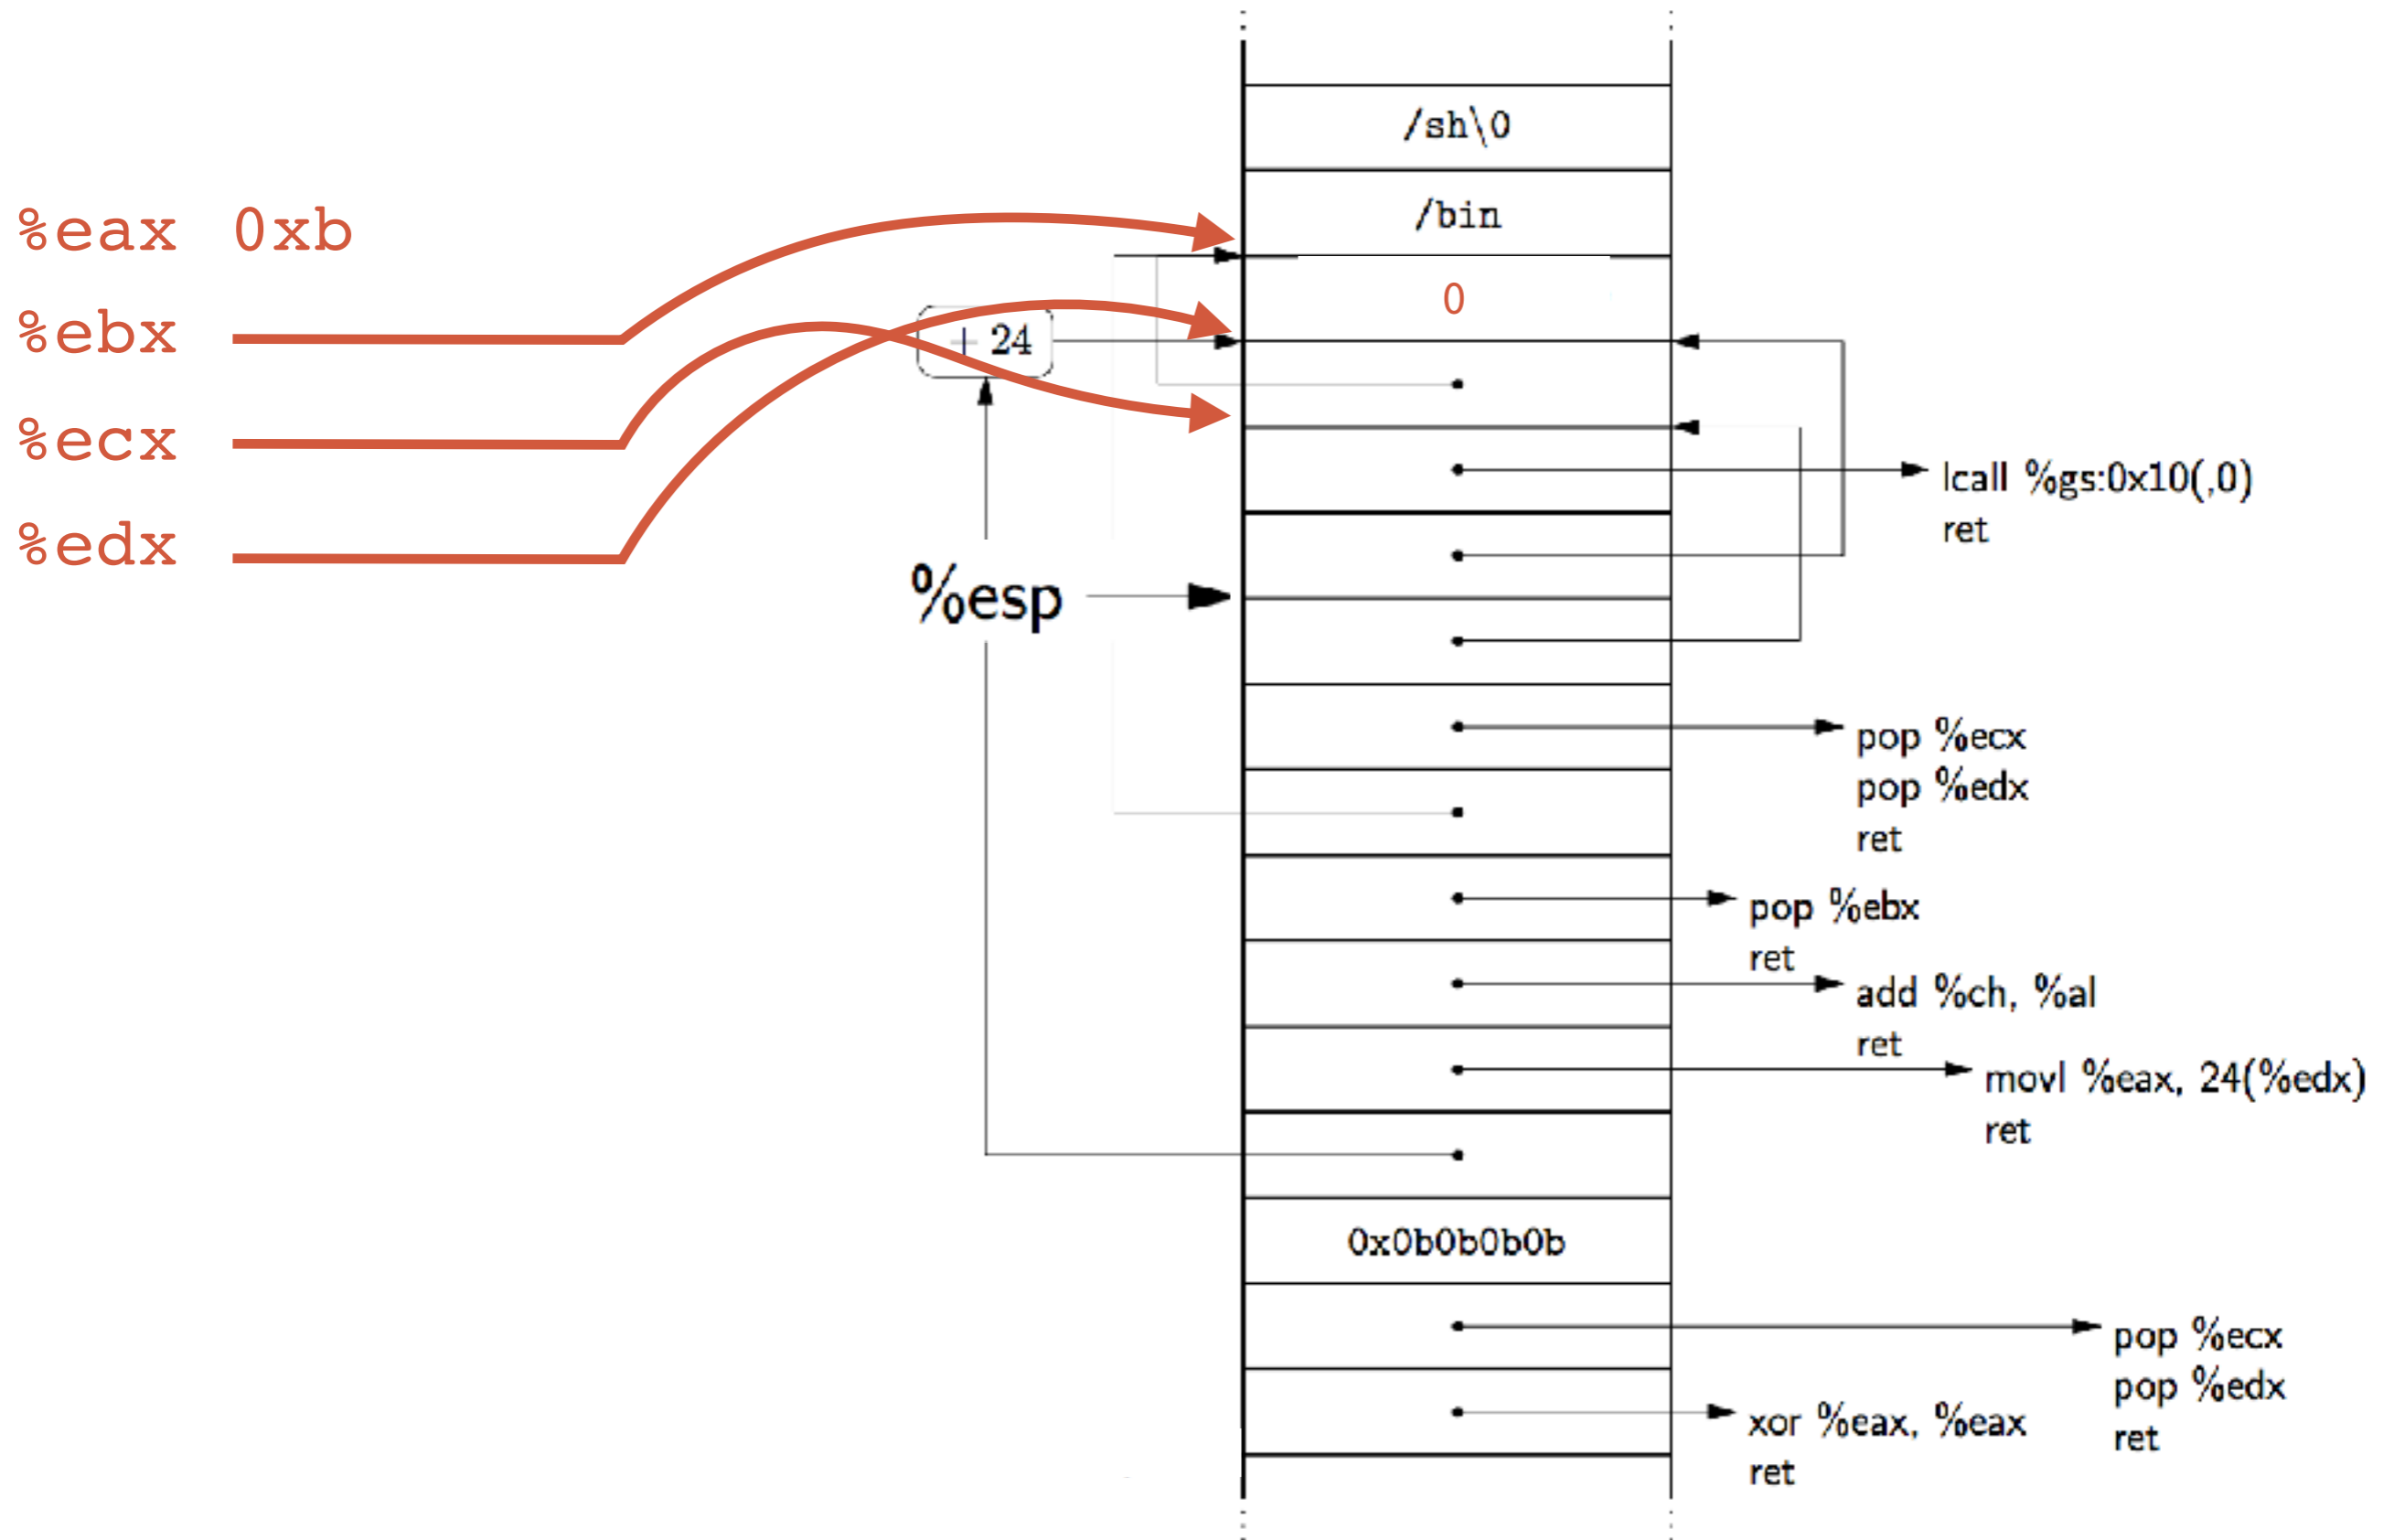 /sh\0
/bin
%eax 0xb
0
%ebx
+ 24
%ecx
lcall %gs:0x10(,0)
ret
%edx
%esp
pop %ecx
pop %edx
ret
pop %ebx
ret
add %ch, %al
ret
movl %eax, 24(%edx)
ret
0x0b0b0b0b
pop %ecx
pop %edx
ret
xor %eax, %eax
ret